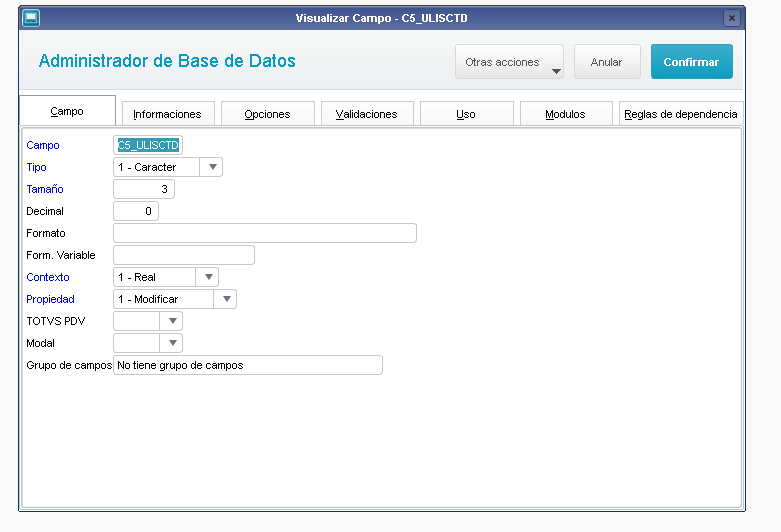 Visualizar Campo - C5_ULISCTD
Administrador de Base de Datos
Otras acciones
Anular
Confirmar
Campo
Informaciones
Opciones
Validaciones
Uso
Modulos
Reglas de dependencia
Campo C5_ULISCTD
Tipo 1 - Caracter
Tamaño 3
Decimal 0
Formato
Form. Variable
Contexto 1 - Real
Propiedad 1 - Modificar
TOTVS PDV
Modal
Grupo de campos No tiene grupo de campos